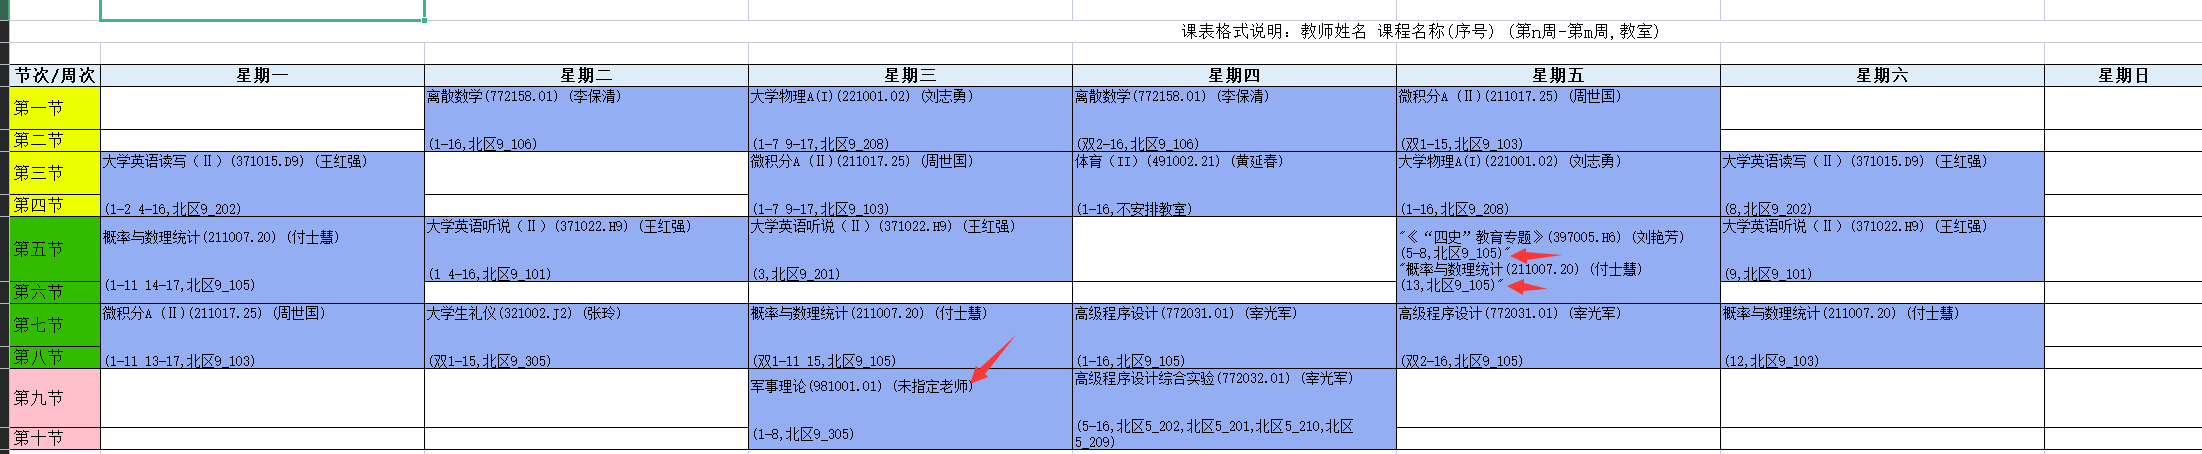 课表格式说明: 教师姓名 课程名称(序号) (第n周-第m周,教室)
节次/周次 星期一 星期二 星期三 星期四 星期五 星期六 星期日
第一节
第二节
离散数学(772158.01) (李保清)
(1-16,北区9_106)
大学物理A(I)(221001.02) (刘志勇)
(1-7 9-17,北区9_208)
离散数学(772158.01) (李保清)
(双2-16,北区9_106)
微积分A (Ⅱ)(211017.25) (周世国)
(双1-15,北区9_103)
第三节
第四节
大学英语读写（Ⅱ）(371015.D9) (王红强)
(1-2 4-16,北区9_202)
微积分A (Ⅱ)(211017.25) (周世国)
(1-7 9-17,北区9_103)
体育（II）(491002.21) (黄延春)
(1-16,不安排教室)
大学物理A(I)(221001.02) (刘志勇)
(1-16,北区9_208)
大学英语读写（Ⅱ）(371015.D9) (王红强)
(8,北区9_202)
第五节
第六节
概率与数理统计(211007.20) (付士慧)
(1-11 14-17,北区9_105)
大学英语听说（Ⅱ）(371022.H9) (王红强)
(1 4-16,北区9_101)
大学英语听说（Ⅱ）(371022.H9) (王红强)
(3,北区9_201)
"《“四史”教育专题》(397005.H6) (刘艳芳)
(5-8,北区9_105)"
"概率与数理统计(211007.20) (付士慧)
(13,北区9_105)"
大学英语听说（Ⅱ）(371022.H9) (王红强)
(9,北区9_101)
第七节
第八节
微积分A (Ⅱ)(211017.25) (周世国)
(1-11 13-17,北区9_103)
大学生礼仪(321002.J2) (张玲)
(双1-15,北区9_305)
概率与数理统计(211007.20) (付士慧)
(双1-11 15,北区9_105)
高级程序设计(772031.01) (宰光军)
(1-16,北区9_105)
高级程序设计(772031.01) (宰光军)
(双2-16,北区9_105)
概率与数理统计(211007.20) (付士慧)
(12,北区9_103)
第九节
第十节
军事理论(981001.01) (未指定老师)
(1-8,北区9_305)
高级程序设计综合实验(772032.01) (宰光军)
(5-16,北区5_202,北区5_201,北区5_210,北区
5_209)